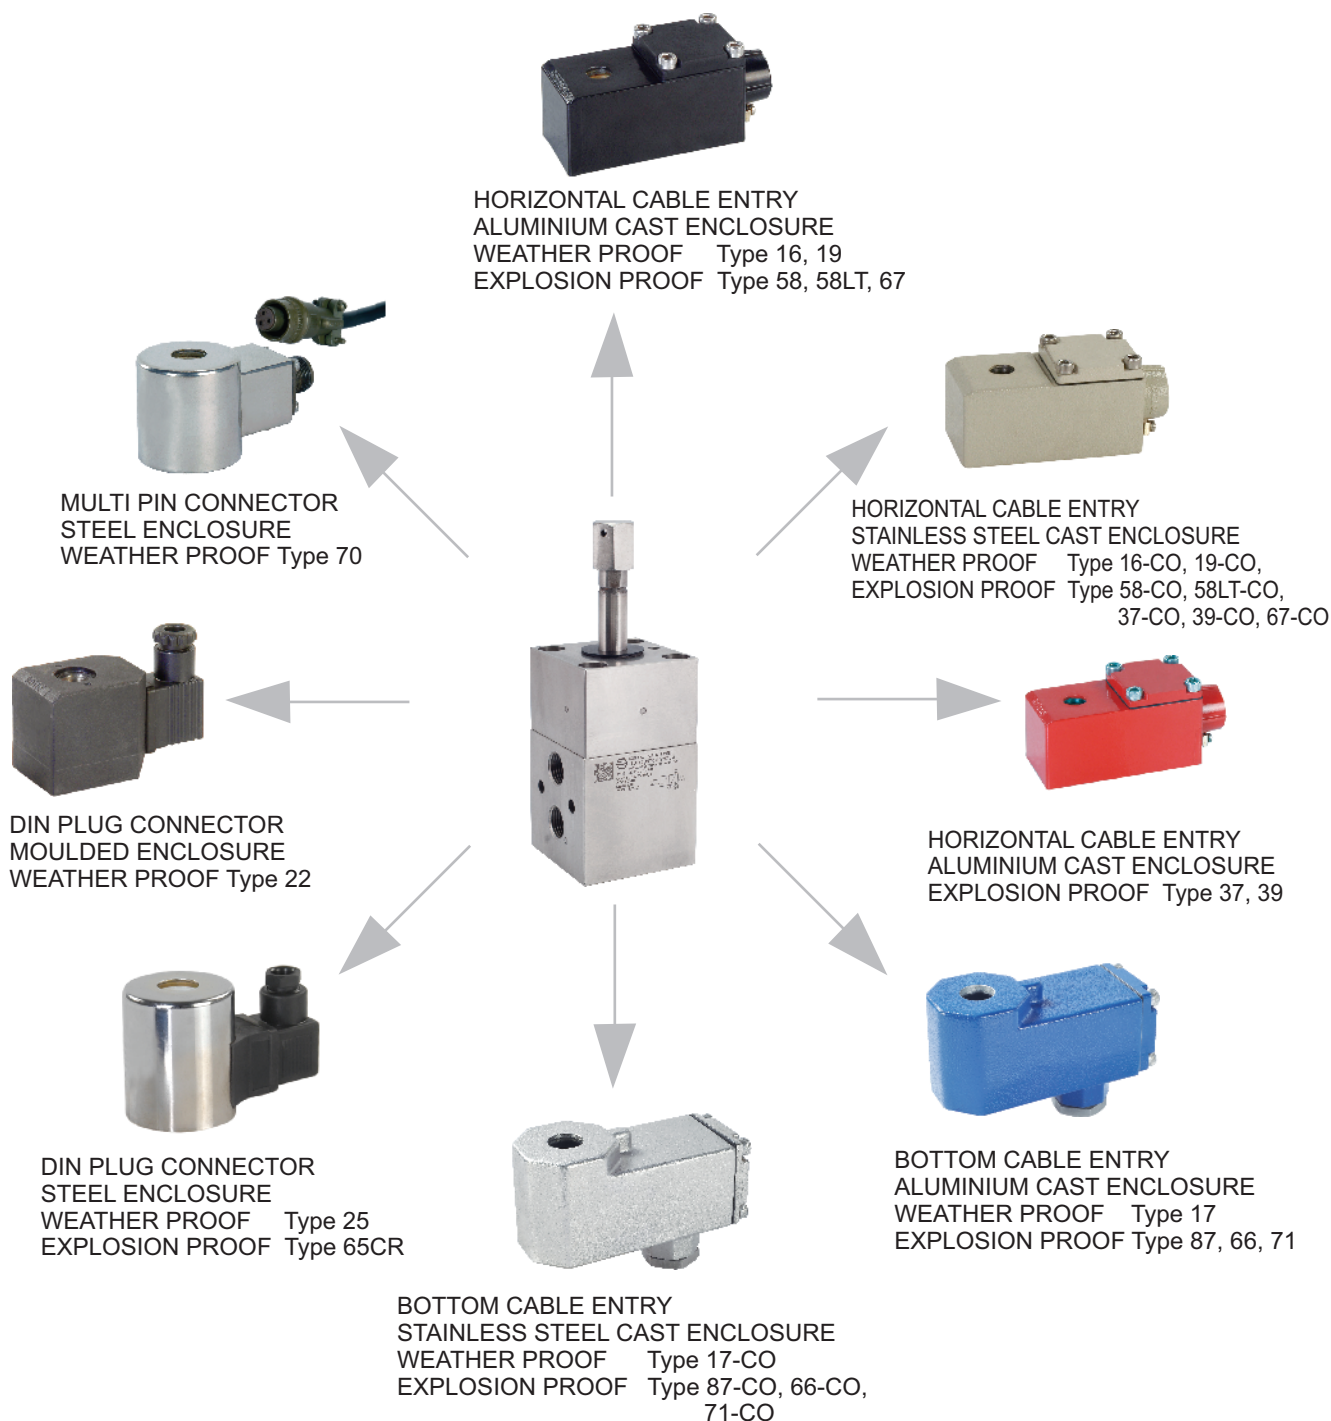 HORIZONTAL CABLE ENTRY
ALUMINIUM CAST ENCLOSURE
WEATHER PROOF Type 16, 19
EXPLOSION PROOF Type 58, 58LT, 67
MULTI PIN CONNECTOR
STEEL ENCLOSURE
WEATHER PROOF Type 70
HORIZONTAL CABLE ENTRY
STAINLESS STEEL CAST ENCLOSURE
WEATHER PROOF Type 16-CO, 19-CO,
EXPLOSION PROOF Type 58-CO, 58LT-CO,
37-CO, 39-CO, 67-CO
DIN PLUG CONNECTOR
MOULDED ENCLOSURE
WEATHER PROOF Type 22
HORIZONTAL CABLE ENTRY
ALUMINIUM CAST ENCLOSURE
EXPLOSION PROOF Type 37, 39
DIN PLUG CONNECTOR
STEEL ENCLOSURE
WEATHER PROOF Type 25
EXPLOSION PROOF Type 65CR
BOTTOM CABLE ENTRY
ALUMINIUM CAST ENCLOSURE
WEATHER PROOF Type 17
EXPLOSION PROOF Type 87, 66, 71
BOTTOM CABLE ENTRY
STAINLESS STEEL CAST ENCLOSURE
WEATHER PROOF Type 17-CO
EXPLOSION PROOF Type 87-CO, 66-CO,
71-CO